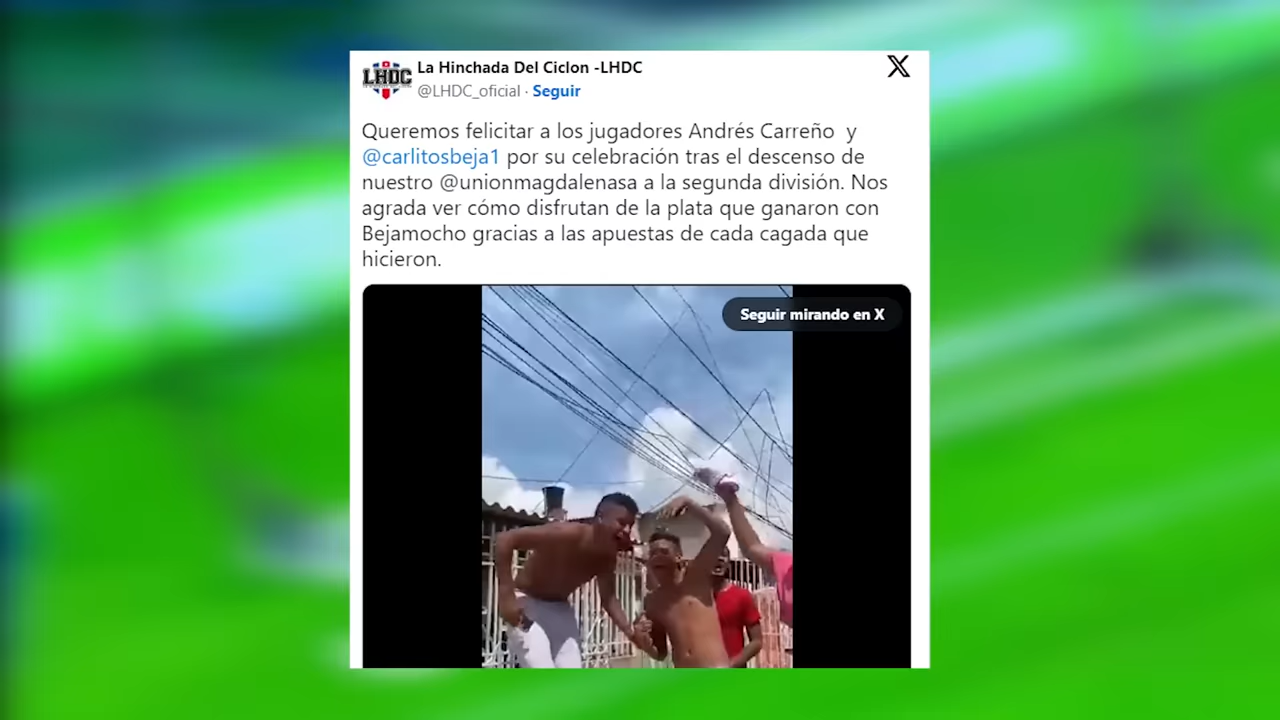 LHDC
La Hinchada Del Ciclon -LHDC
@LHDC_oficial · Seguir
Queremos felicitar a los jugadores Andrés Carreño y
@carlitosbeja1 por su celebración tras el descenso de
nuestro @unionmagdalenasa a la segunda división. Nos
agrada ver cómo disfrutan de la plata que ganaron con
Bejamocho gracias a las apuestas de cada cagada que
hicieron.
Seguir mirando en X